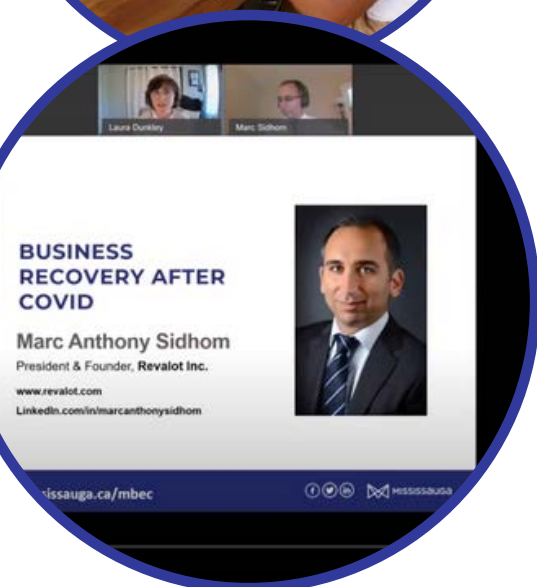 Laura Dunkley
Marc Sidhom
BUSINESS
RECOVERY AFTER
COVID
Marc Anthony Sidhom
President & Founder, Revalot Inc.
www.revalot.com
LinkedIn.com/in/marcanthonysidhom
ississauga.ca/mbec
MISSISSAUGA